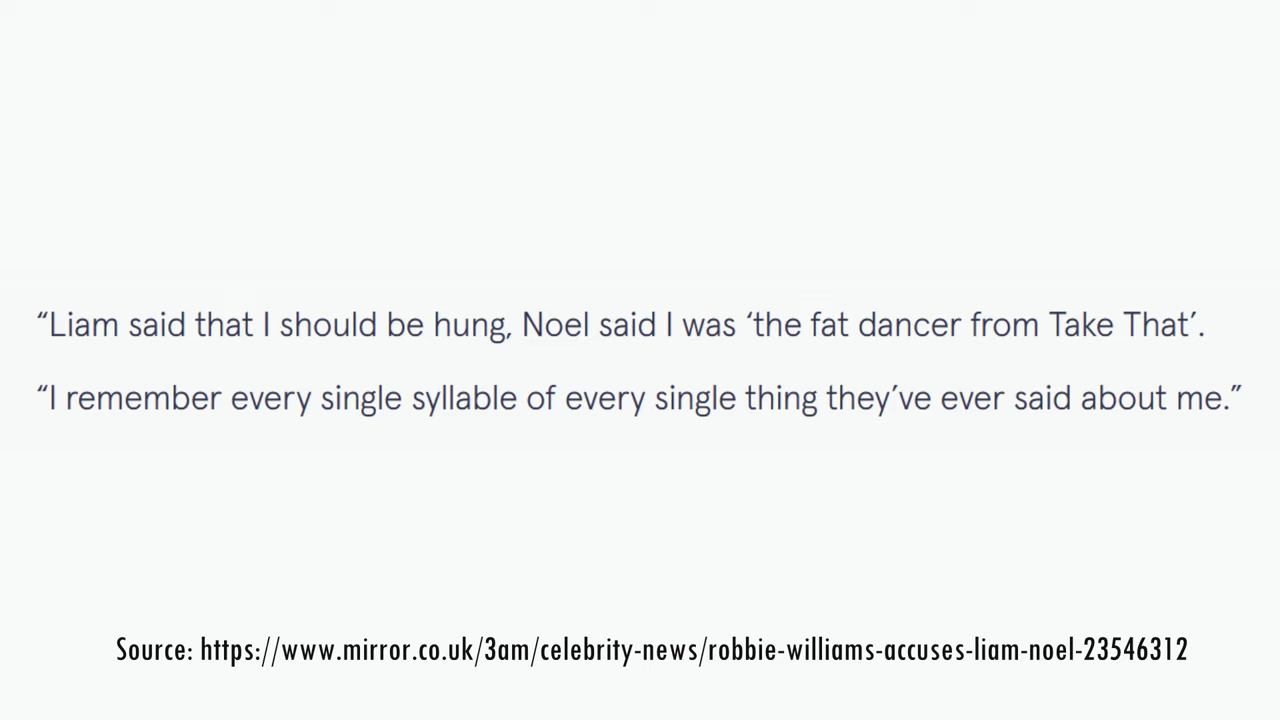 “Liam said that I should be hung, Noel said I was ‘the fat dancer from Take That’.
“I remember every single syllable of every single thing they’ve ever said about me.”
Source: https://www.mirror.co.uk/3am/celebrity-news/robbie-williams-accuses-liam-noel-23546312